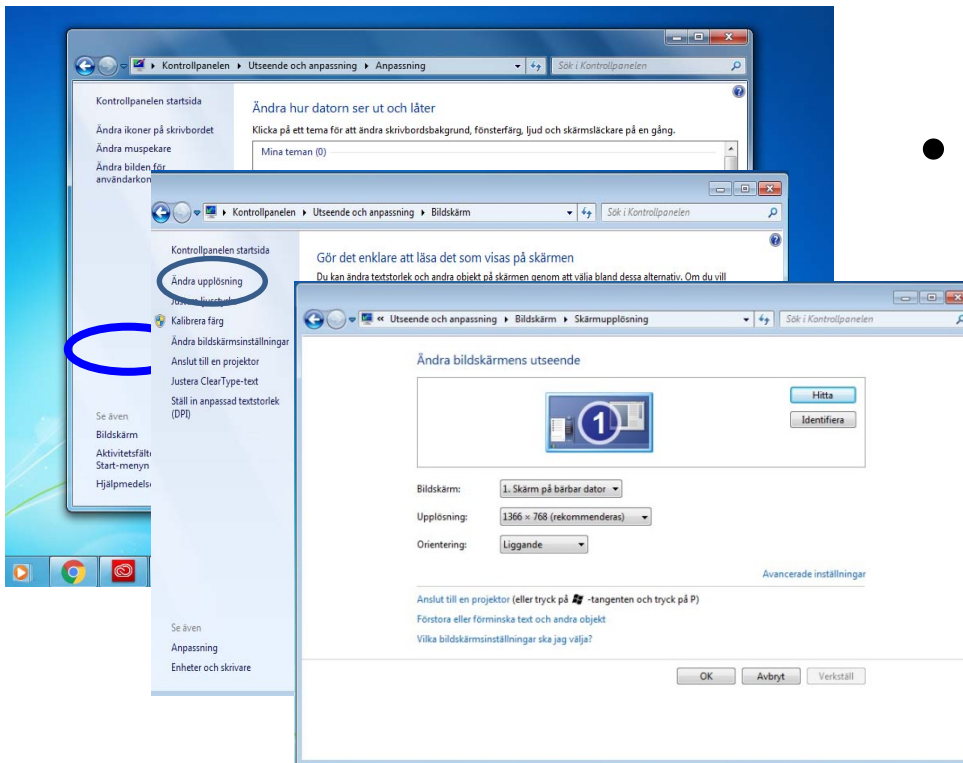 Kontrollpanelen ▸ Utseende och anpassning ▸ Anpassning
Sök i Kontrollpanelen
Kontrollpanelen startsida
Ändra ikoner på skrivbordet
Ändra muspekare
Ändra bilden för
användarkon
Ändra hur datorn ser ut och låter
Klicka på ett tema för att ändra skrivbordsbakgrund, fönsterfärg, ljud och skärmsläckare på en gång.
Mina teman (0)
Se även
Bildskärm
Aktivitetsfält
Start-menyn
Hjälpmedels
Kontrollpanelen ▸ Utseende och anpassning ▸ Bildskärm
Sök i Kontrollpanelen
Kontrollpanelen startsida
Ändra upplösning
Justera ljusstyrk
Kalibrera färg
Ändra bildskärmsinställningar
Anslut till en projektor
Justera ClearType-text
Ställ in anpassad textstorlek
(DPI)
Gör det enklare att läsa det som visas på skärmen
Du kan ändra textstorlek och andra objekt på skärmen genom att välja bland dessa alternativ. Om du vill
Se även
Anpassning
Enheter och skrivare
« Utseende och anpassning ▸ Bildskärm ▸ Skärmupplösning
Sök i Kontrollpanelen
Ändra bildskärmens utseende
1
Hitta
Identifiera
Bildskärm: 1. Skärm på bärbar dator
Upplösning: 1366 × 768 (rekommenderas)
Orientering: Liggande
Avancerade inställningar
Anslut till en projektor (eller tryck på -tangenten och tryck på P)
Förstora eller förminska text och andra objekt
Vilka bildskärmsinställningar ska jag välja?
OK Avbryt Verkställ